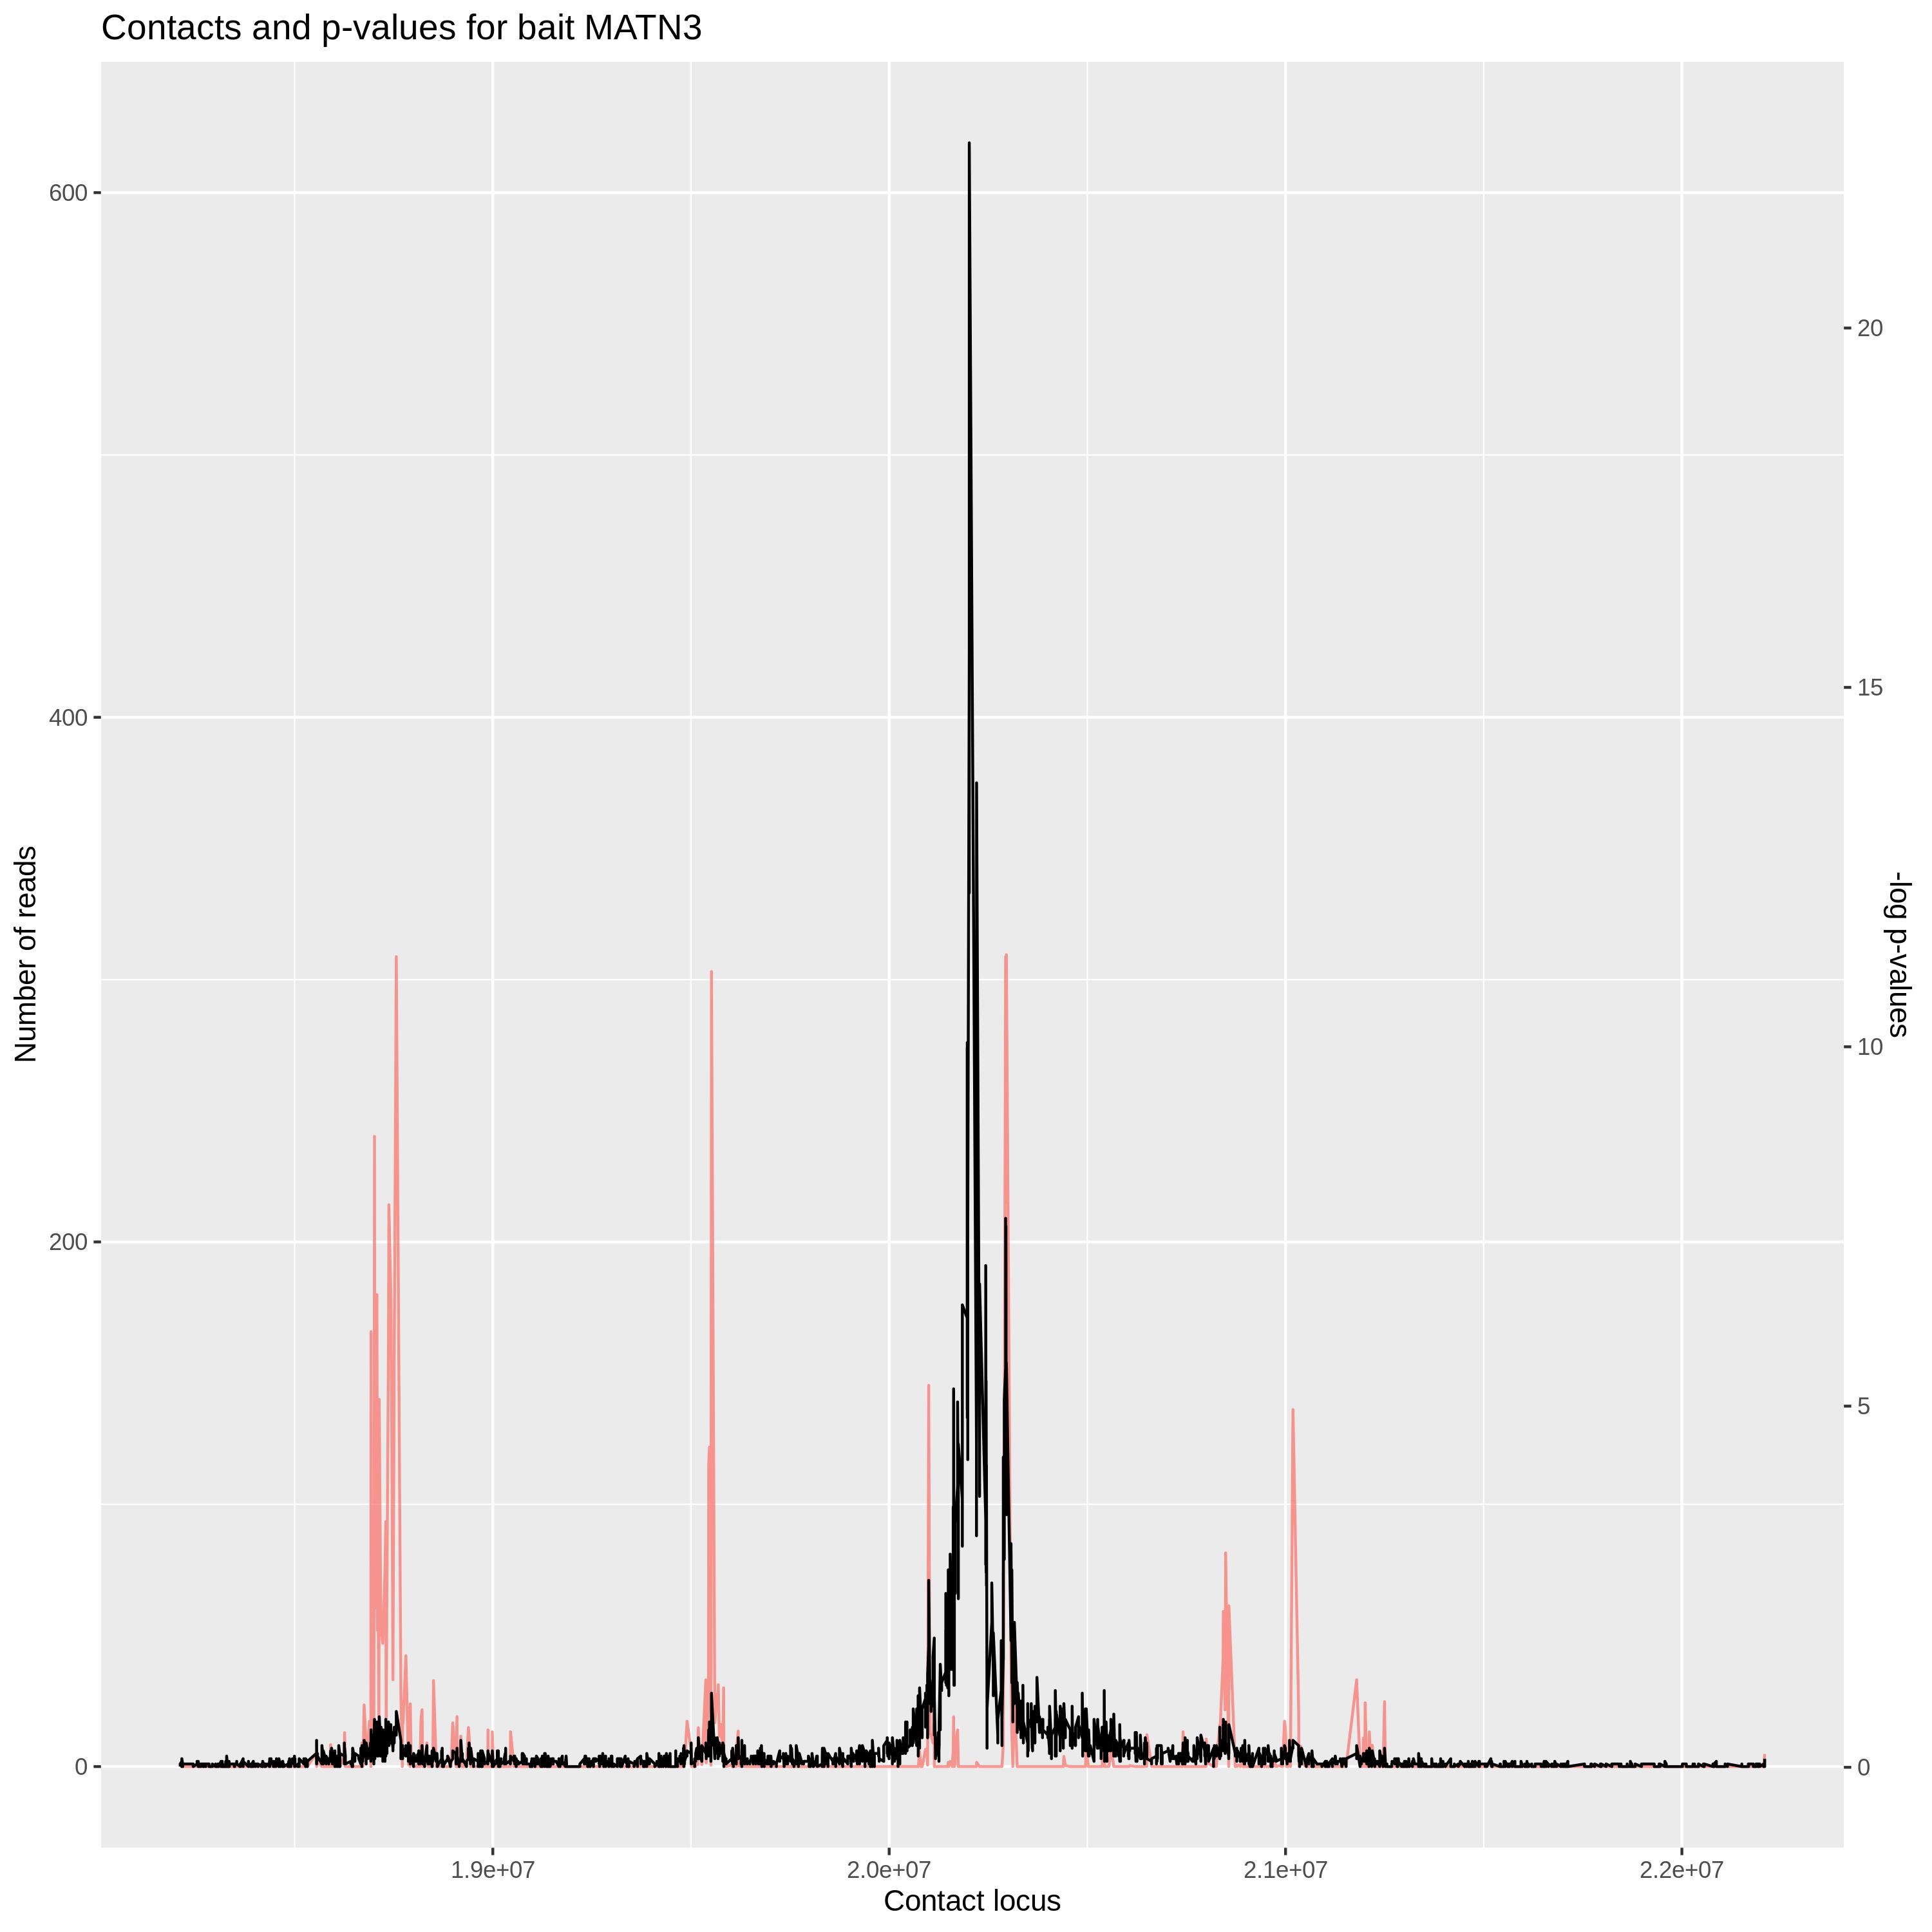 Contacts and p-values for bait MATN3
600
400
200
0
Number of reads
20
15
10
5
0
-log p-values
1.9e+07
2.0e+07
2.1e+07
2.2e+07
Contact locus